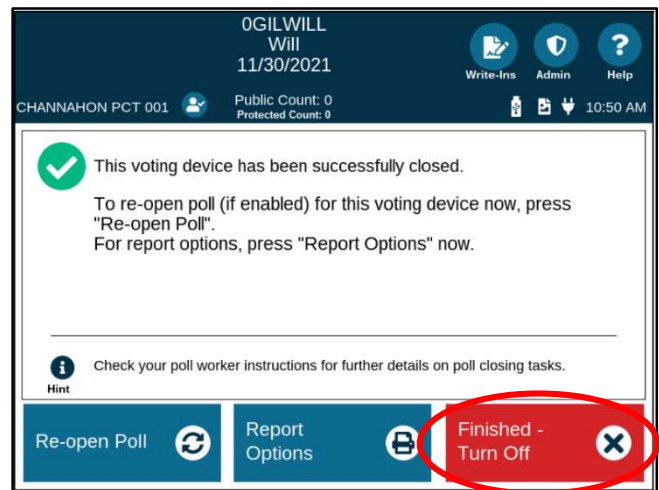 0GILWILL
Will
11/30/2021
Write-Ins Admin Help
CHANNAHON PCT 001
Public Count: 0
Protected Count: 0
10:50 AM
This voting device has been successfully closed.
To re-open poll (if enabled) for this voting device now, press
"Re-open Poll".
For report options, press "Report Options" now.
Hint
Check your poll worker instructions for further details on poll closing tasks.
Re-open Poll
Report
Options
Finished -
Turn Off